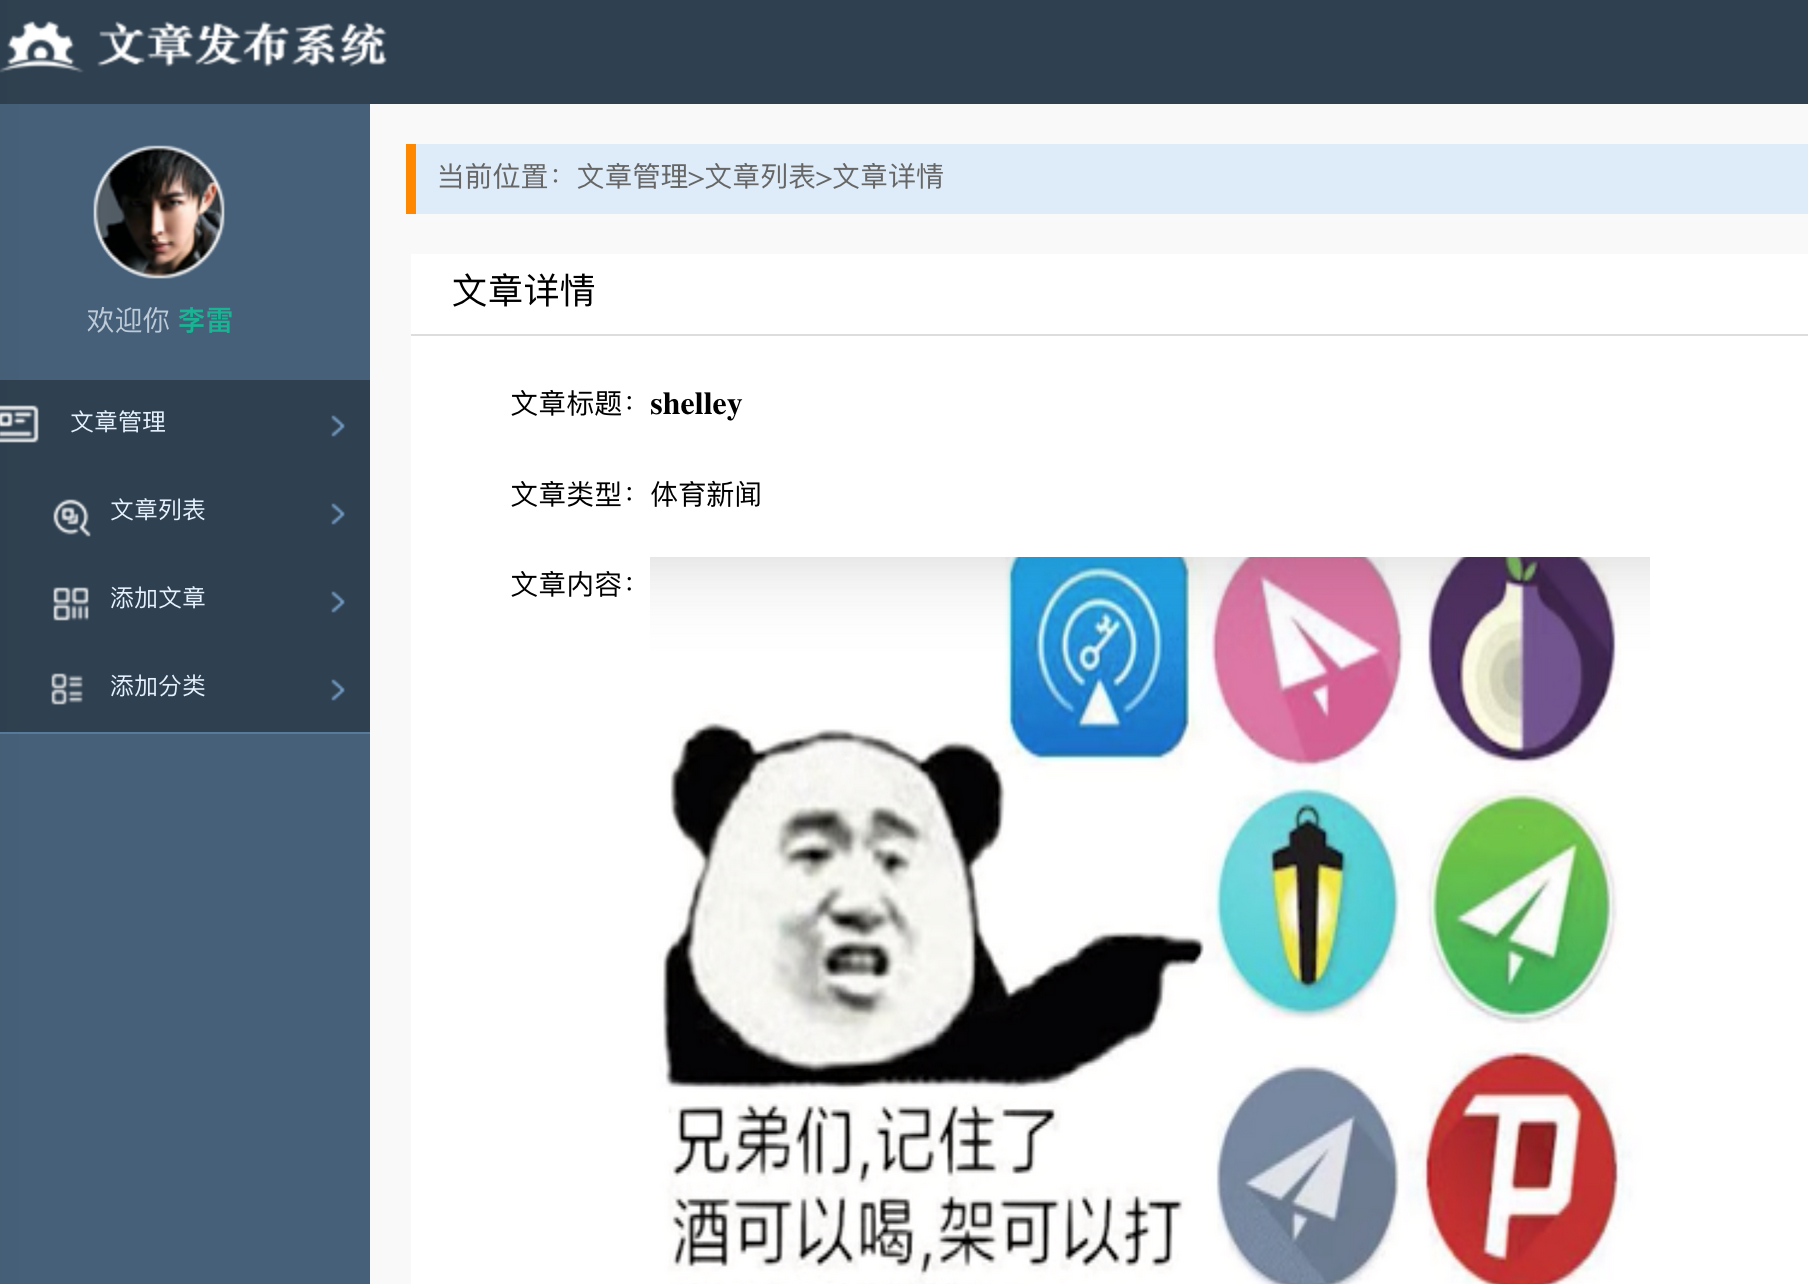 文章发布系统
当前位置：文章管理>文章列表>文章详情
欢迎你 李雷
文章管理
文章列表
添加文章
添加分类
文章详情
文章标题：shelley
文章类型：体育新闻
文章内容：
兄弟们,记住了
酒可以喝,架可以打